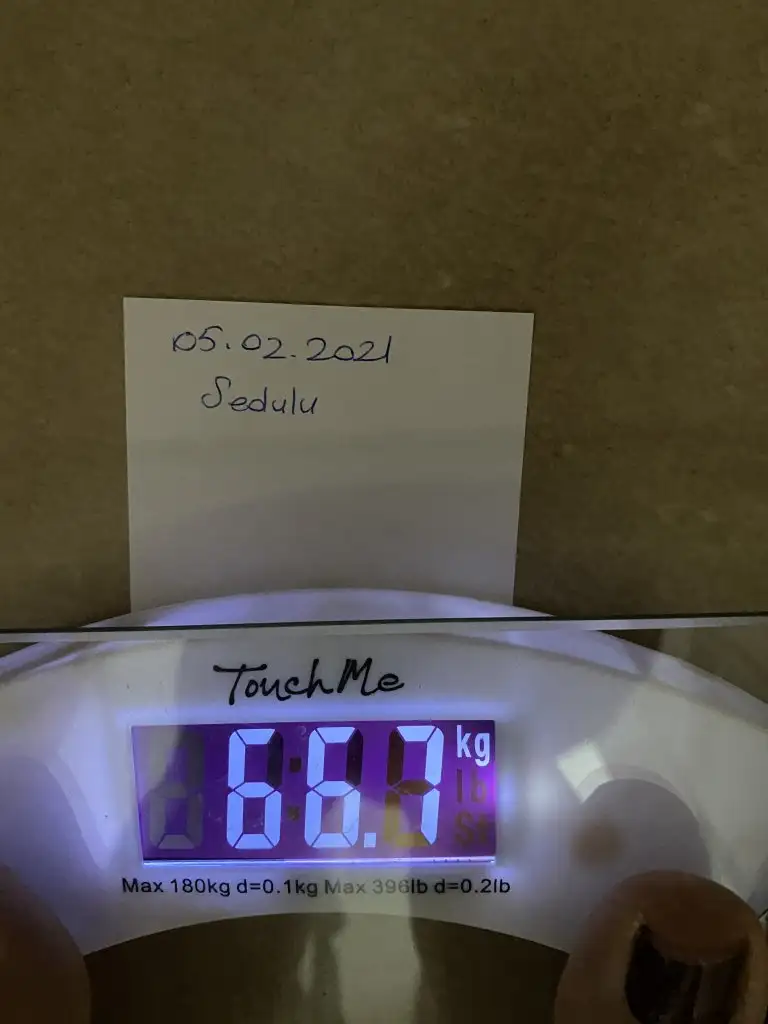 05.02.2021
Sedulu
TouchMe
66.7 kg
lb
St
Max 180kg d=0.1kg Max 396lb d=0.2lb